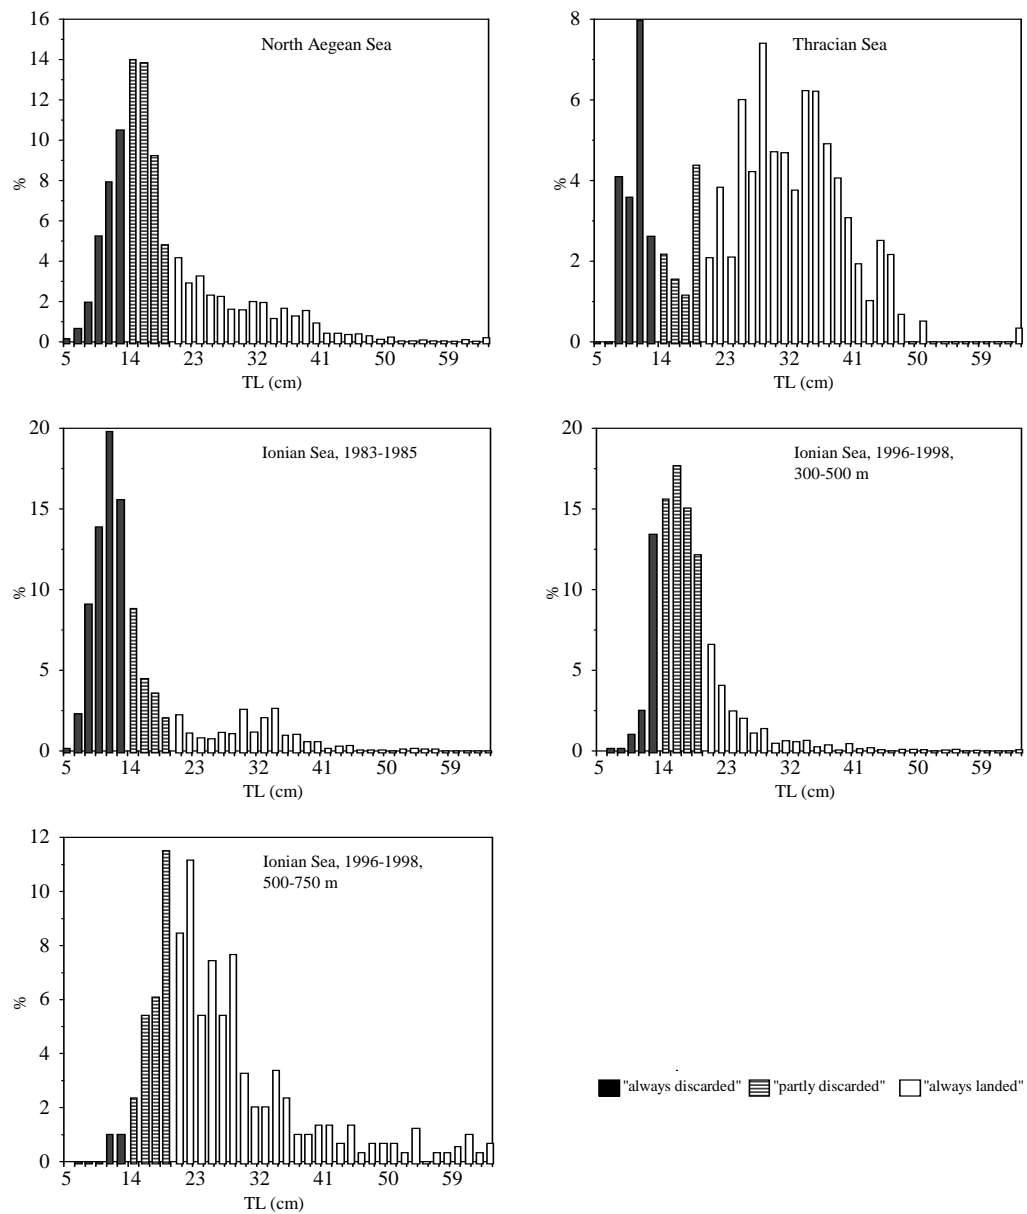 North Aegean Sea
%
16
14
12
10
8
6
4
2
0
5 14 23 32 41 50 59
TL (cm)
Thracian Sea
%
8
6
4
2
0
5 14 23 32 41 50 59
TL (cm)
Ionian Sea, 1983-1985
%
20
15
10
5
0
5 14 23 32 41 50 59
TL (cm)
Ionian Sea, 1996-1998,
300-500 m
%
20
15
10
5
0
5 14 23 32 41 50 59
TL (cm)
Ionian Sea, 1996-1998,
500-750 m
%
12
10
8
6
4
2
0
5 14 23 32 41 50 59
TL (cm)
"always discarded" "partly discarded" "always landed"